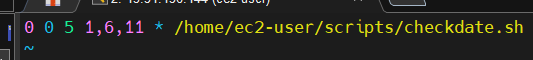 0 0 5 1,6,11 * /home/ec2-user/scripts/checkdate.sh
~